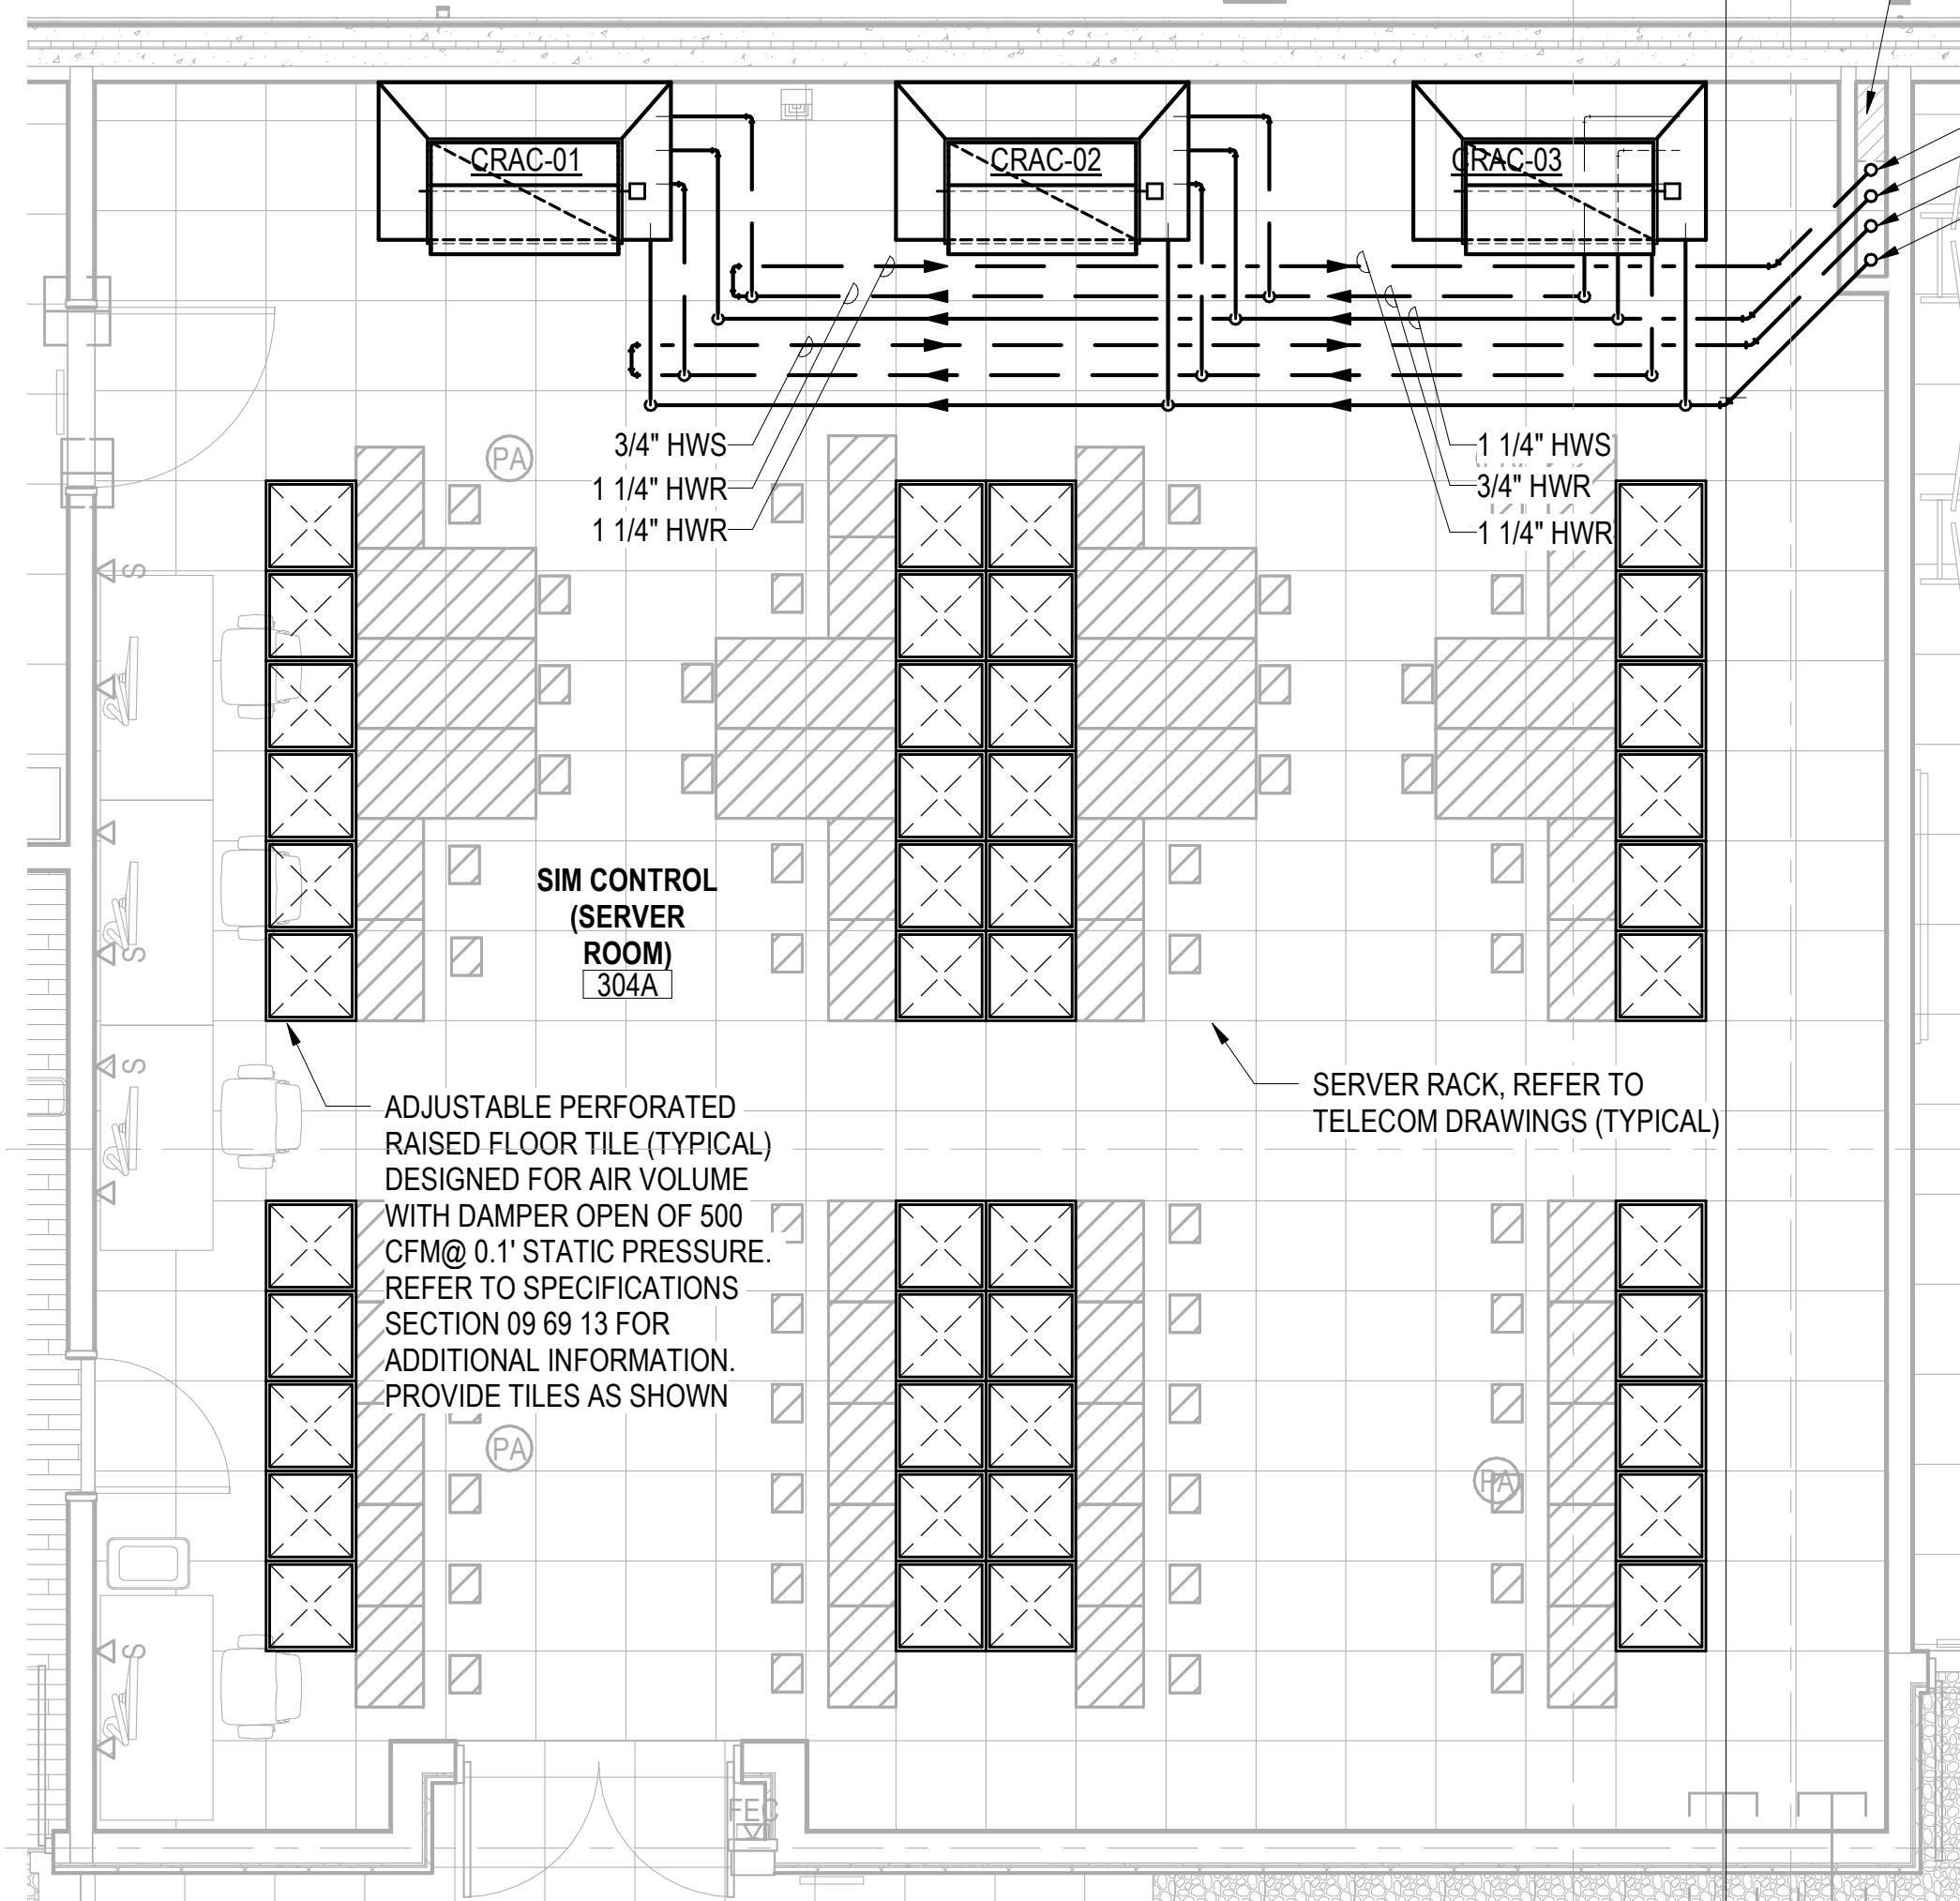 CRAC-01
CRAC-02
CRAC-03
3/4" HWS
1 1/4" HWR
1 1/4" HWR
1 1/4" HWS
3/4" HWR
1 1/4" HWR
PA
S
SIM CONTROL
(SERVER
ROOM)
304A
S
S
ADJUSTABLE PERFORATED
RAISED FLOOR TILE (TYPICAL)
DESIGNED FOR AIR VOLUME
WITH DAMPER OPEN OF 500
CFM@ 0.1' STATIC PRESSURE.
REFER TO SPECIFICATIONS
SECTION 09 69 13 FOR
ADDITIONAL INFORMATION.
PROVIDE TILES AS SHOWN
SERVER RACK, REFER TO
TELECOM DRAWINGS (TYPICAL)
PA
PA
S
FEC